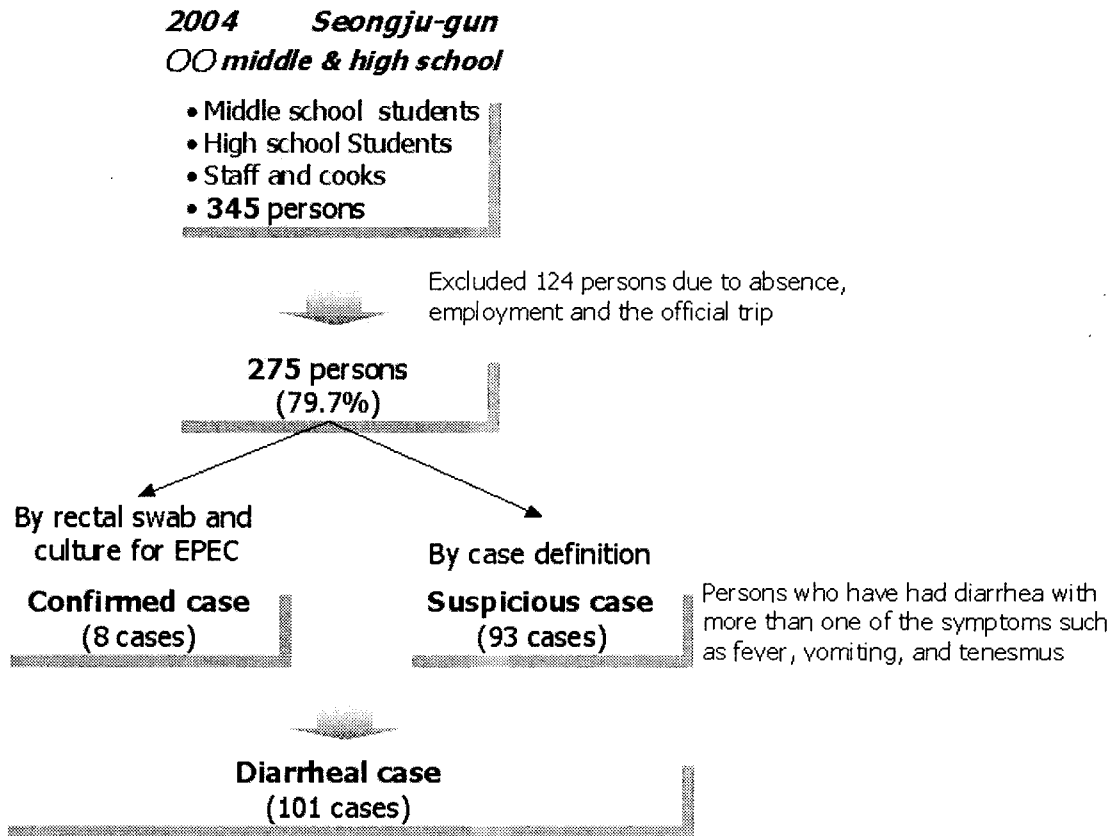 2004 Seongju-gun
○○ middle & high school
• Middle school students
• High school Students
• Staff and cooks
• 345 persons
Excluded 124 persons due to absence,
employment and the official trip
275 persons
(79.7%)
By rectal swab and
culture for EPEC
Confirmed case
(8 cases)
By case definition
Suspicious case
(93 cases)
Persons who have had diarrhea with
more than one of the symptoms such
as fever, vomiting, and tenesmus
Diarrheal case
(101 cases)